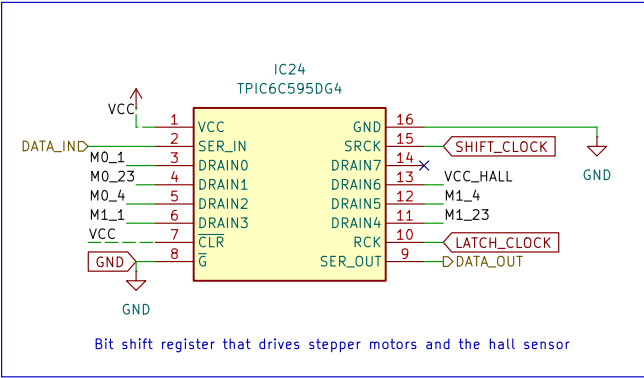 IC24
TPIC6C595DG4
VCC
1 VCC GND 16
DATA_IN 2 SER_IN SRCK 15 SHIFT_CLOCK
M0_1 3 DRAIN0 DRAIN7 14
M0_23 4 DRAIN1 DRAIN6 13 VCC_HALL
M0_4 5 DRAIN2 DRAIN5 12 M1_4
M1_1 6 DRAIN3 DRAIN4 11 M1_23
VCC 7 CLR RCK 10 LATCH_CLOCK
GND 8 G SER_OUT 9 DATA_OUT
GND
GND
Bit shift register that drives stepper motors and the hall sensor